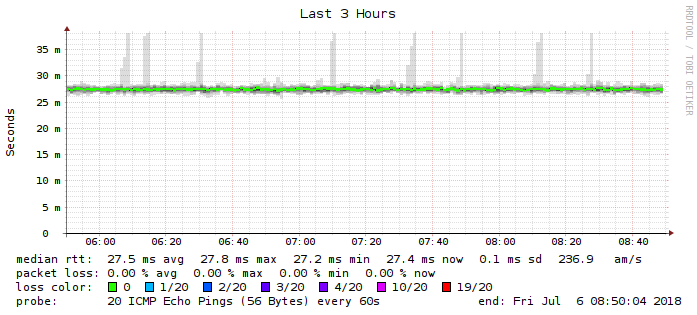 Last 3 Hours
RRDTOOL / TOBI OETIKER
Seconds
35 m
30 m
25 m
20 m
15 m
10 m
5 m
0
06:00 06:20 06:40 07:00 07:20 07:40 08:00 08:20 08:40
median rtt: 27.5 ms avg 27.8 ms max 27.2 ms min 27.4 ms now 0.1 ms sd 236.9 am/s
packet loss: 0.00 % avg 0.00 % max 0.00 % min 0.00 % now
loss color: 0 1/20 2/20 3/20 4/20 10/20 19/20
probe: 20 ICMP Echo Pings (56 Bytes) every 60s end: Fri Jul 6 08:50:04 2018